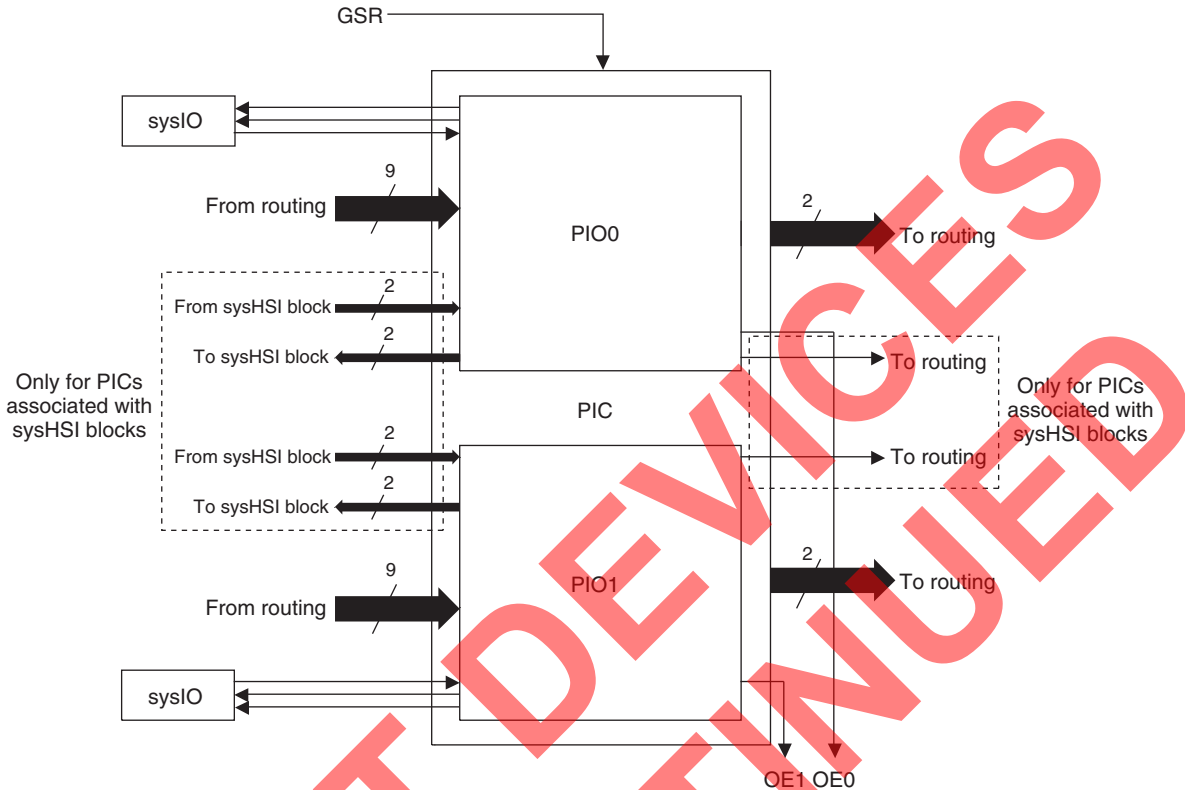 GSR
sysIO
9
From routing
PIO0
2
To routing
From sysHSI block
2
To sysHSI block
2
To routing
Only for PICs
associated with
sysHSI blocks
PIC
Only for PICs
associated with
sysHSI blocks
From sysHSI block
2
To routing
To sysHSI block
2
9
From routing
PIO1
2
To routing
sysIO
OE1 OE0
T DEVICES
TINUED